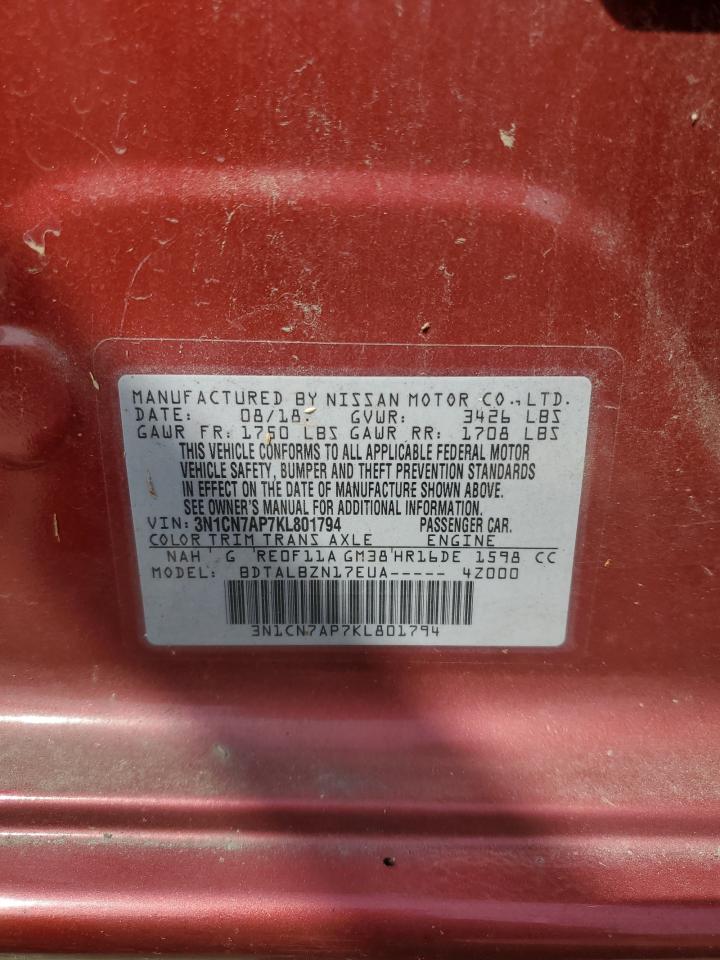 MANUFACTURED BY NISSAN MOTOR CO., LTD.
DATE: 08/18 GVWR: 3426 LBS
GAWR FR: 1750 LBS GAWR RR: 1708 LBS
THIS VEHICLE CONFORMS TO ALL APPLICABLE FEDERAL MOTOR
VEHICLE SAFETY, BUMPER AND THEFT PREVENTION STANDARDS
IN EFFECT ON THE DATE OF MANUFACTURE SHOWN ABOVE.
SEE OWNER'S MANUAL FOR ADDITIONAL INFORMATION.
VIN: 3N1CN7AP7KL801794 PASSENGER CAR.
COLOR TRIM TRANS AXLE ENGINE
NAH G RE0F11A GM38 HR16DE 1598 CC
MODEL: BDTALBZN17EUA----- 4Z000
3N1CN7AP7KL801794